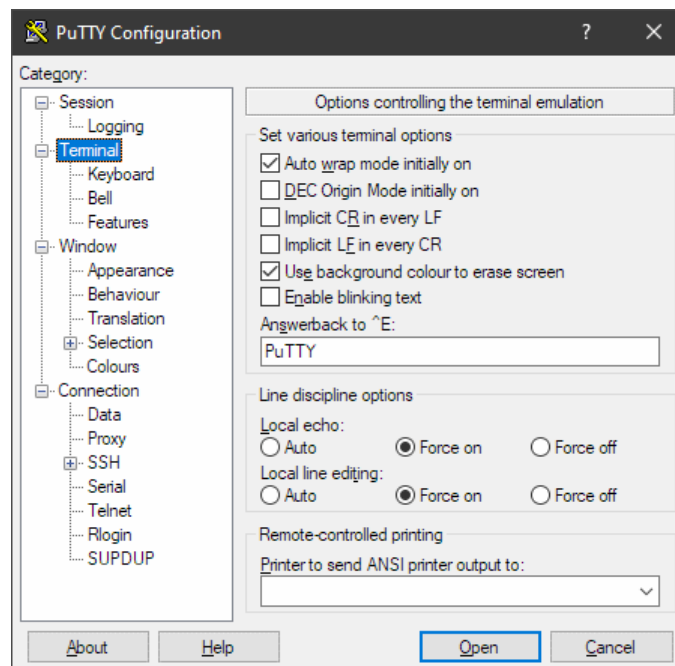 PuTTY Configuration
?
Category:
Session
Logging
Terminal
Keyboard
Bell
Features
Window
Appearance
Behaviour
Translation
Selection
Colours
Connection
Data
Proxy
SSH
Serial
Telnet
Rlogin
SUPDUP
Options controlling the terminal emulation
Set various terminal options
Auto wrap mode initially on
DEC Origin Mode initially on
Implicit CR in every LF
Implicit LF in every CR
Use background colour to erase screen
Enable blinking text
Answerback to ^E:
PuTTY
Line discipline options
Local echo:
Auto Force on Force off
Local line editing:
Auto Force on Force off
Remote-controlled printing
Printer to send ANSI printer output to:
About Help Open Cancel